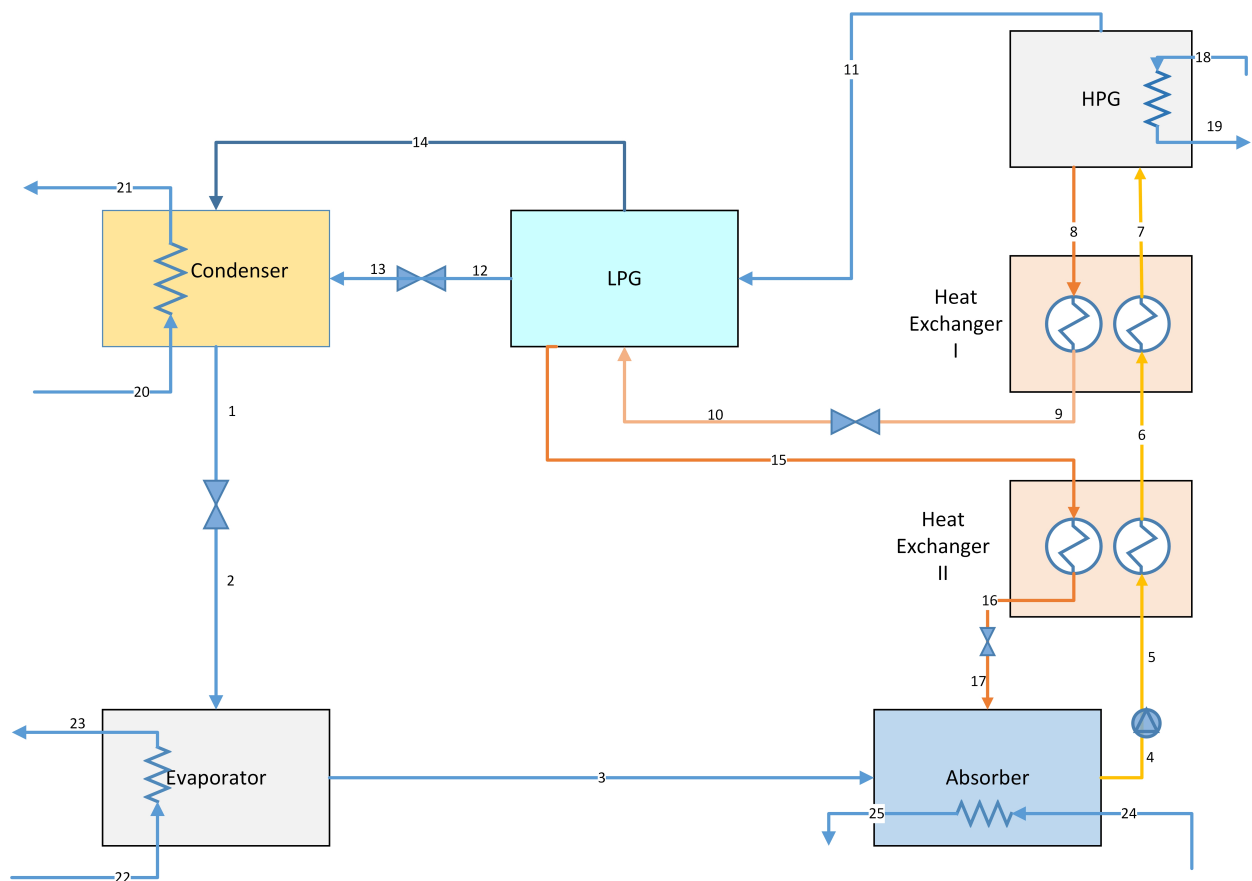 18
11
HPG
19
14
21
8
7
Condenser
13
12
LPG
Heat
Exchanger
I
20
1
10
9
6
15
Heat
Exchanger
II
2
16
5
17
23
4
Evaporator
3
Absorber
25
24
22